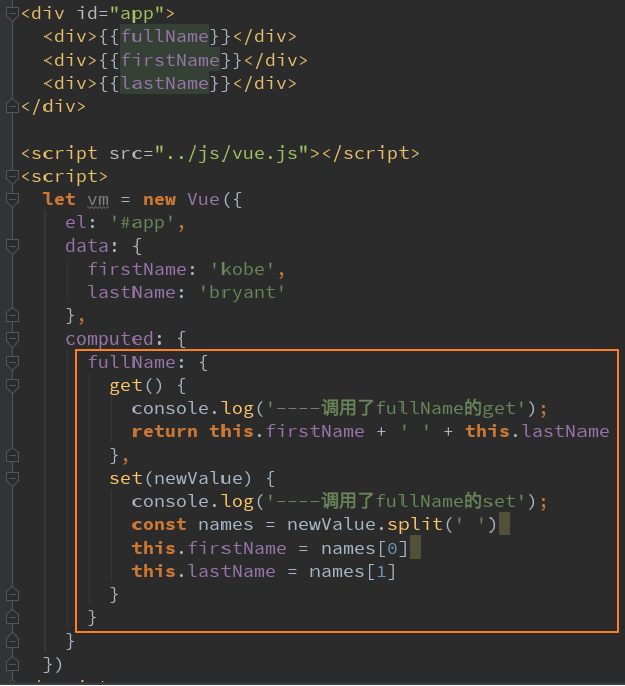 <div id="app">
  <div>{{fullName}}</div>
  <div>{{firstName}}</div>
  <div>{{lastName}}</div>
</div>

<script src="../js/vue.js"></script>
<script>
  let vm = new Vue({
    el: '#app',
    data: {
      firstName: 'kobe',
      lastName: 'bryant'
    },
    computed: {
      fullName: {
        get() {
          console.log('----调用了fullName的get');
          return this.firstName + ' ' + this.lastName
        },
        set(newValue) {
          console.log('----调用了fullName的set');
          const names = newValue.split(' ')
          this.firstName = names[0]
          this.lastName = names[1]
        }
      }
    }
  })